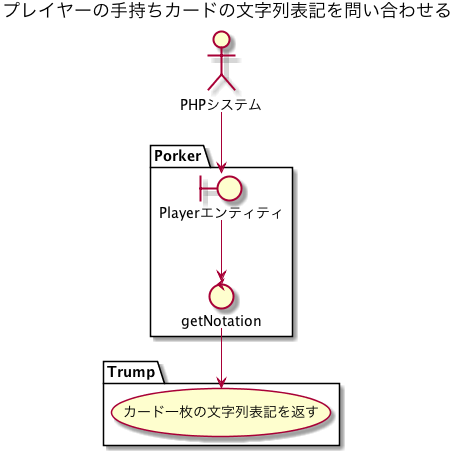 プレイヤーの手持ちカードの文字列表記を問い合わせる
PHPシステム
Porker
Playerエンティティ
getNotation
Trump
カード一枚の文字列表記を返す